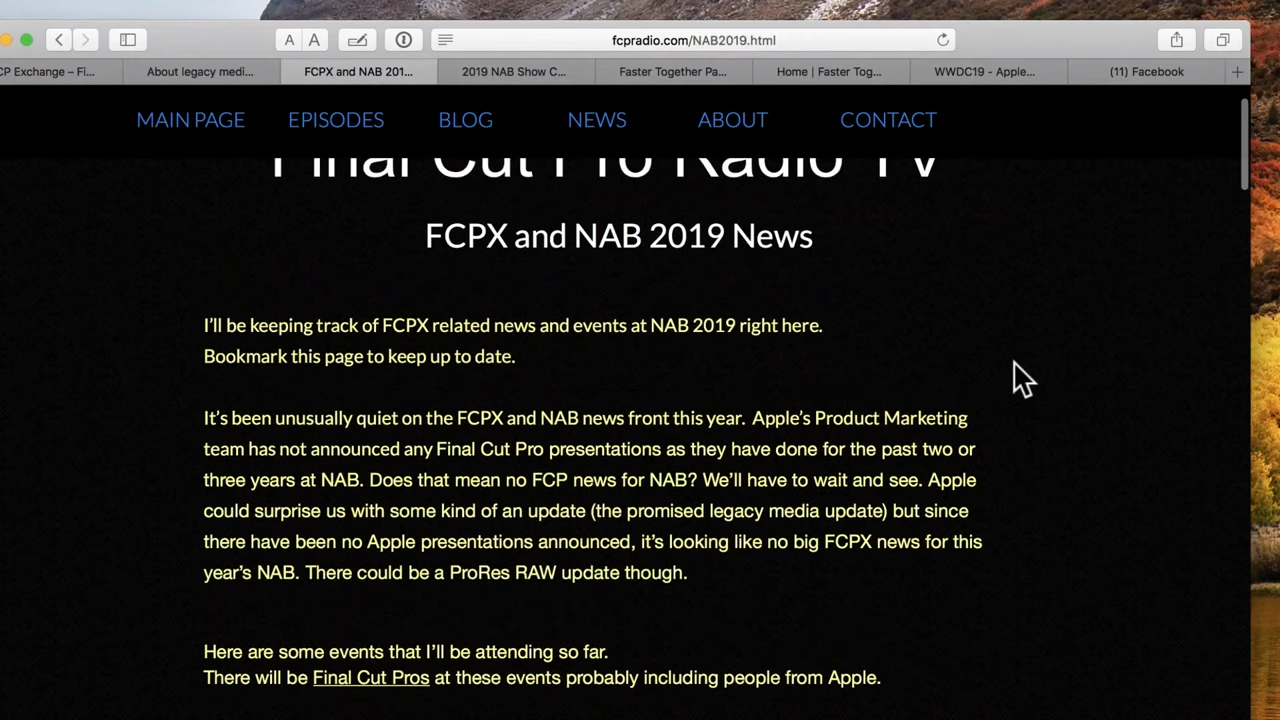 A A
fcpradio.com/NAB2019.html
CP Exchange – Fi... About legacy medi... FCPX and NAB 201... 2019 NAB Show C... Faster Together Pa... Home | Faster Tog... WWDC19 - Apple... (11) Facebook
MAIN PAGE EPISODES BLOG NEWS ABOUT CONTACT
Final Cut Pro Radio TV
FCPX and NAB 2019 News
I’ll be keeping track of FCPX related news and events at NAB 2019 right here.
Bookmark this page to keep up to date.
It’s been unusually quiet on the FCPX and NAB news front this year. Apple’s Product Marketing
team has not announced any Final Cut Pro presentations as they have done for the past two or
three years at NAB. Does that mean no FCP news for NAB? We’ll have to wait and see. Apple
could surprise us with some kind of an update (the promised legacy media update) but since
there have been no Apple presentations announced, it’s looking like no big FCPX news for this
year’s NAB. There could be a ProRes RAW update though.
Here are some events that I’ll be attending so far.
There will be Final Cut Pros at these events probably including people from Apple.